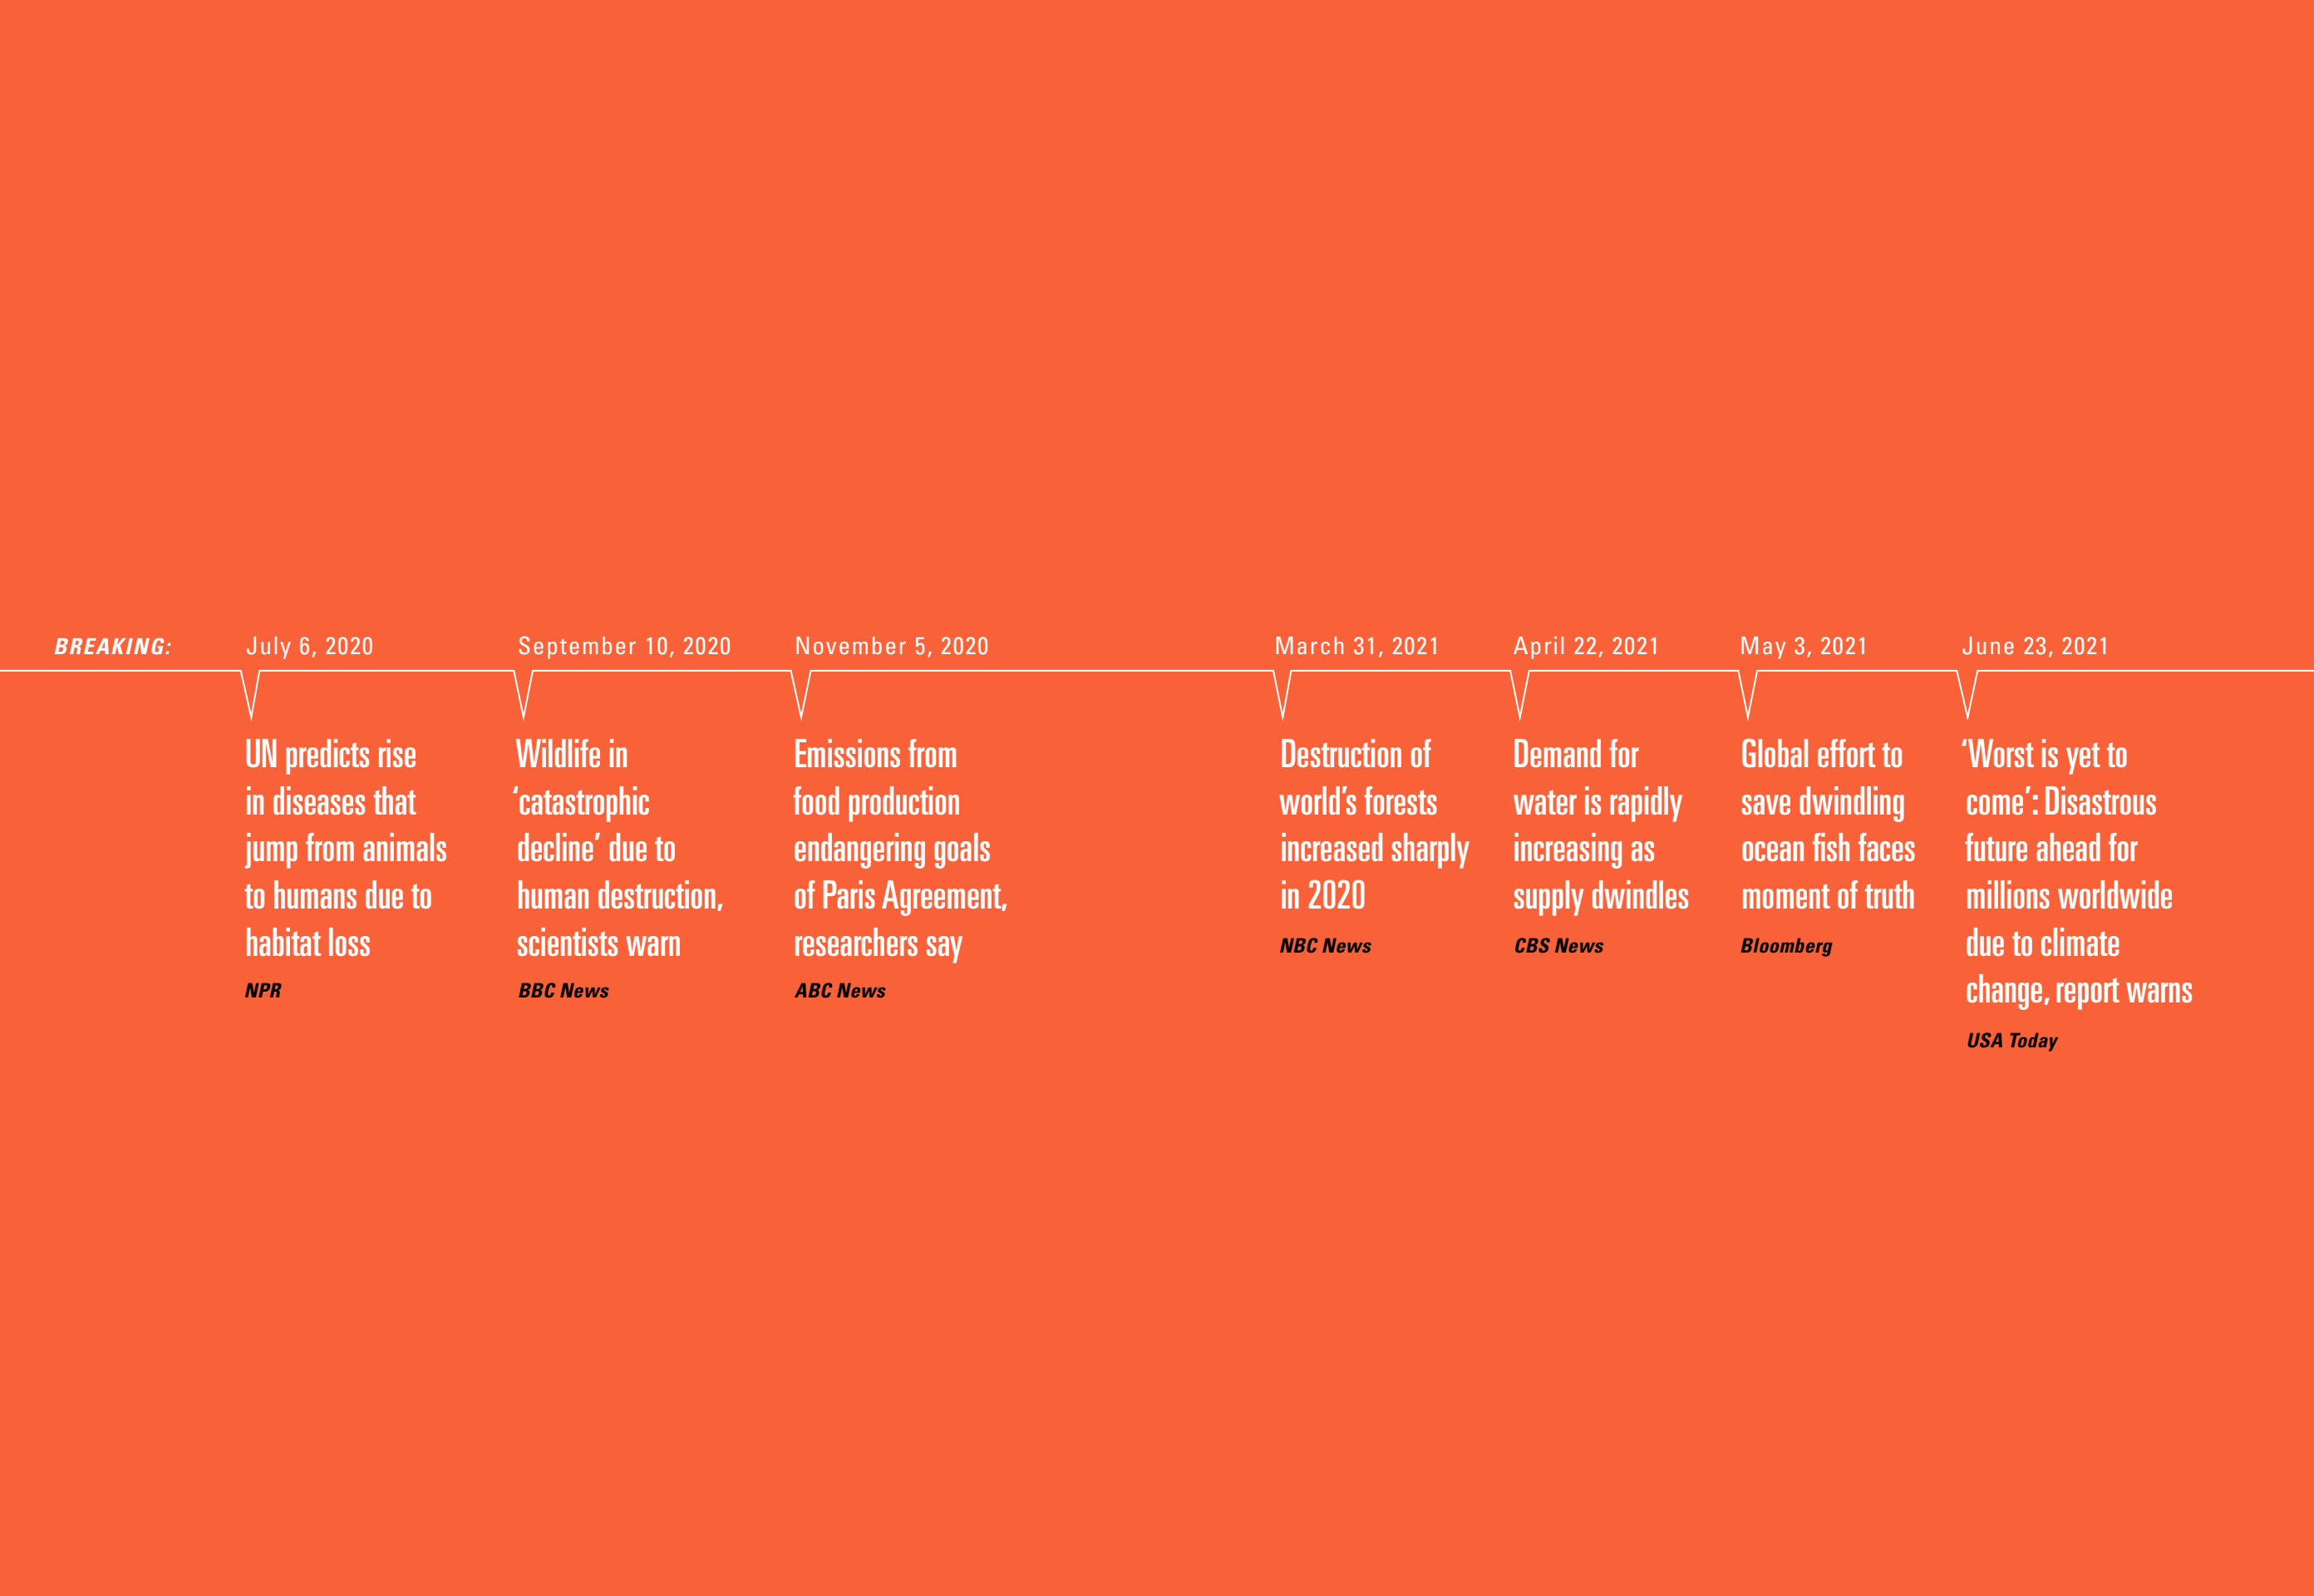 BREAKING:
July 6, 2020
UN predicts rise
in diseases that
jump from animals
to humans due to
habitat loss
NPR
September 10, 2020
Wildlife in
‘catastrophic
decline’ due to
human destruction,
scientists warn
BBC News
November 5, 2020
Emissions from
food production
endangering goals
of Paris Agreement,
researchers say
ABC News
March 31, 2021
Destruction of
world’s forests
increased sharply
in 2020
NBC News
April 22, 2021
Demand for
water is rapidly
increasing as
supply dwindles
CBS News
May 3, 2021
Global effort to
save dwindling
ocean fish faces
moment of truth
Bloomberg
June 23, 2021
‘Worst is yet to
come’: Disastrous
future ahead for
millions worldwide
due to climate
change, report warns
USA Today